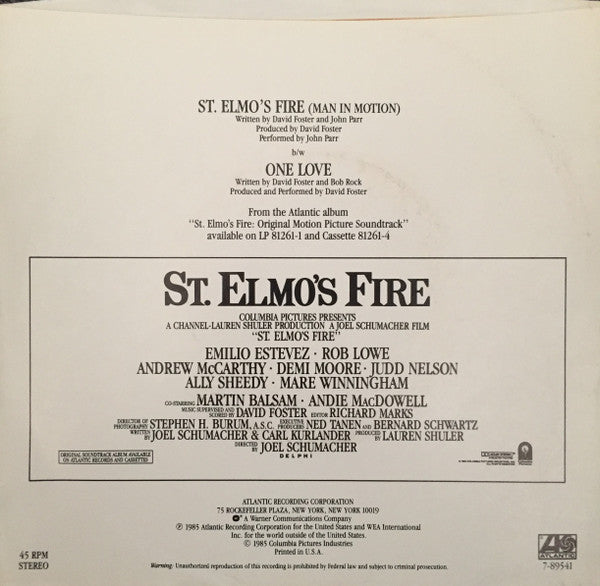 ST. ELMO'S FIRE (MAN IN MOTION)
Written by David Foster and John Parr
Produced by David Foster
Performed by John Parr
b/w
ONE LOVE
Written by David Foster and Bob Rock
Produced and Performed by David Foster
From the Atlantic album
"St. Elmo's Fire: Original Motion Picture Soundtrack"
available on LP 81261-1 and Cassette 81261-4
ST. ELMO'S FIRE
COLUMBIA PICTURES PRESENTS
A CHANNEL-LAUREN SHULER PRODUCTION A JOEL SCHUMACHER FILM
"ST. ELMO'S FIRE"
EMILIO ESTEVEZ · ROB LOWE
ANDREW McCARTHY · DEMI MOORE · JUDD NELSON
ALLY SHEEDY · MARE WINNINGHAM
CO-STARRING MARTIN BALSAM · ANDIE MacDOWELL
MUSIC SUPERVISED AND SCORED BY DAVID FOSTER EDITOR RICHARD MARKS
DIRECTOR OF PHOTOGRAPHY STEPHEN H. BURUM, A.S.C. EXECUTIVE PRODUCERS NED TANEN and BERNARD SCHWARTZ
WRITTEN BY JOEL SCHUMACHER & CARL KURLANDER PRODUCED BY LAUREN SHULER
DIRECTED BY JOEL SCHUMACHER
DELPHI
ORIGINAL SOUNDTRACK ALBUM AVAILABLE
ON ATLANTIC RECORDS AND CASSETTES
ATLANTIC RECORDING CORPORATION
75 ROCKEFELLER PLAZA, NEW YORK, NEW YORK 10019
A Warner Communications Company
℗ 1985 Atlantic Recording Corporation for the United States and WEA International
Inc. for the world outside of the United States.
© 1985 Columbia Pictures Industries
Printed in U.S.A.
45 RPM
STEREO
ATLANTIC
7-89541
Warning: Unauthorized reproduction of this recording is prohibited by Federal law and subject to criminal prosecution.